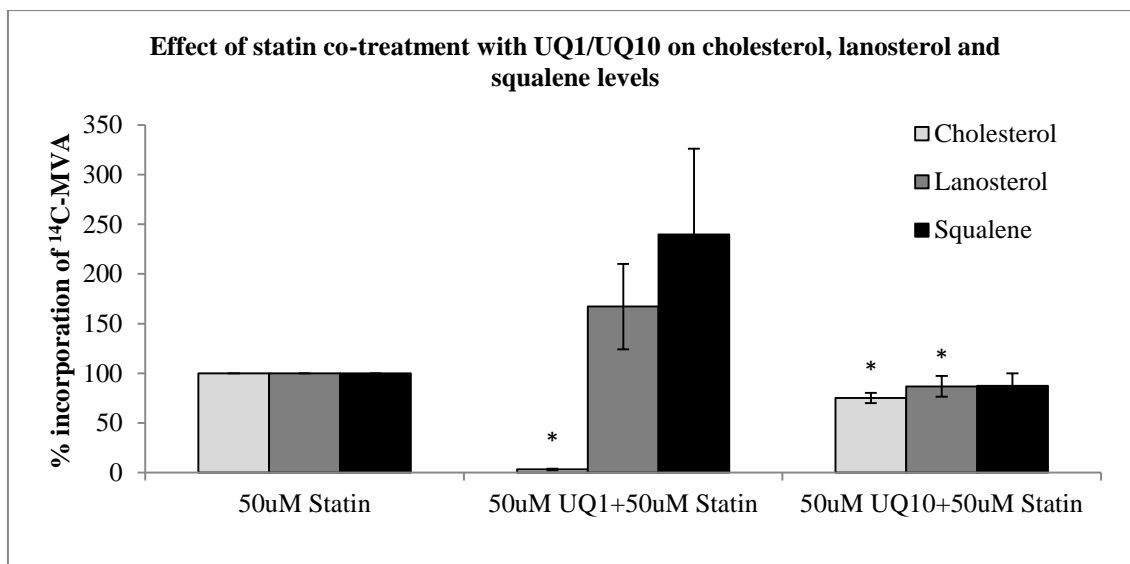 Effect of statin co-treatment with UQ1/UQ10 on cholesterol, lanosterol and
squalene levels
% incorporation of ¹⁴C-MVA
350
300
250
200
150
100
50
0
Cholesterol
Lanosterol
Squalene
*
*
*
50uM Statin
50uM UQ1+50uM Statin
50uM UQ10+50uM Statin